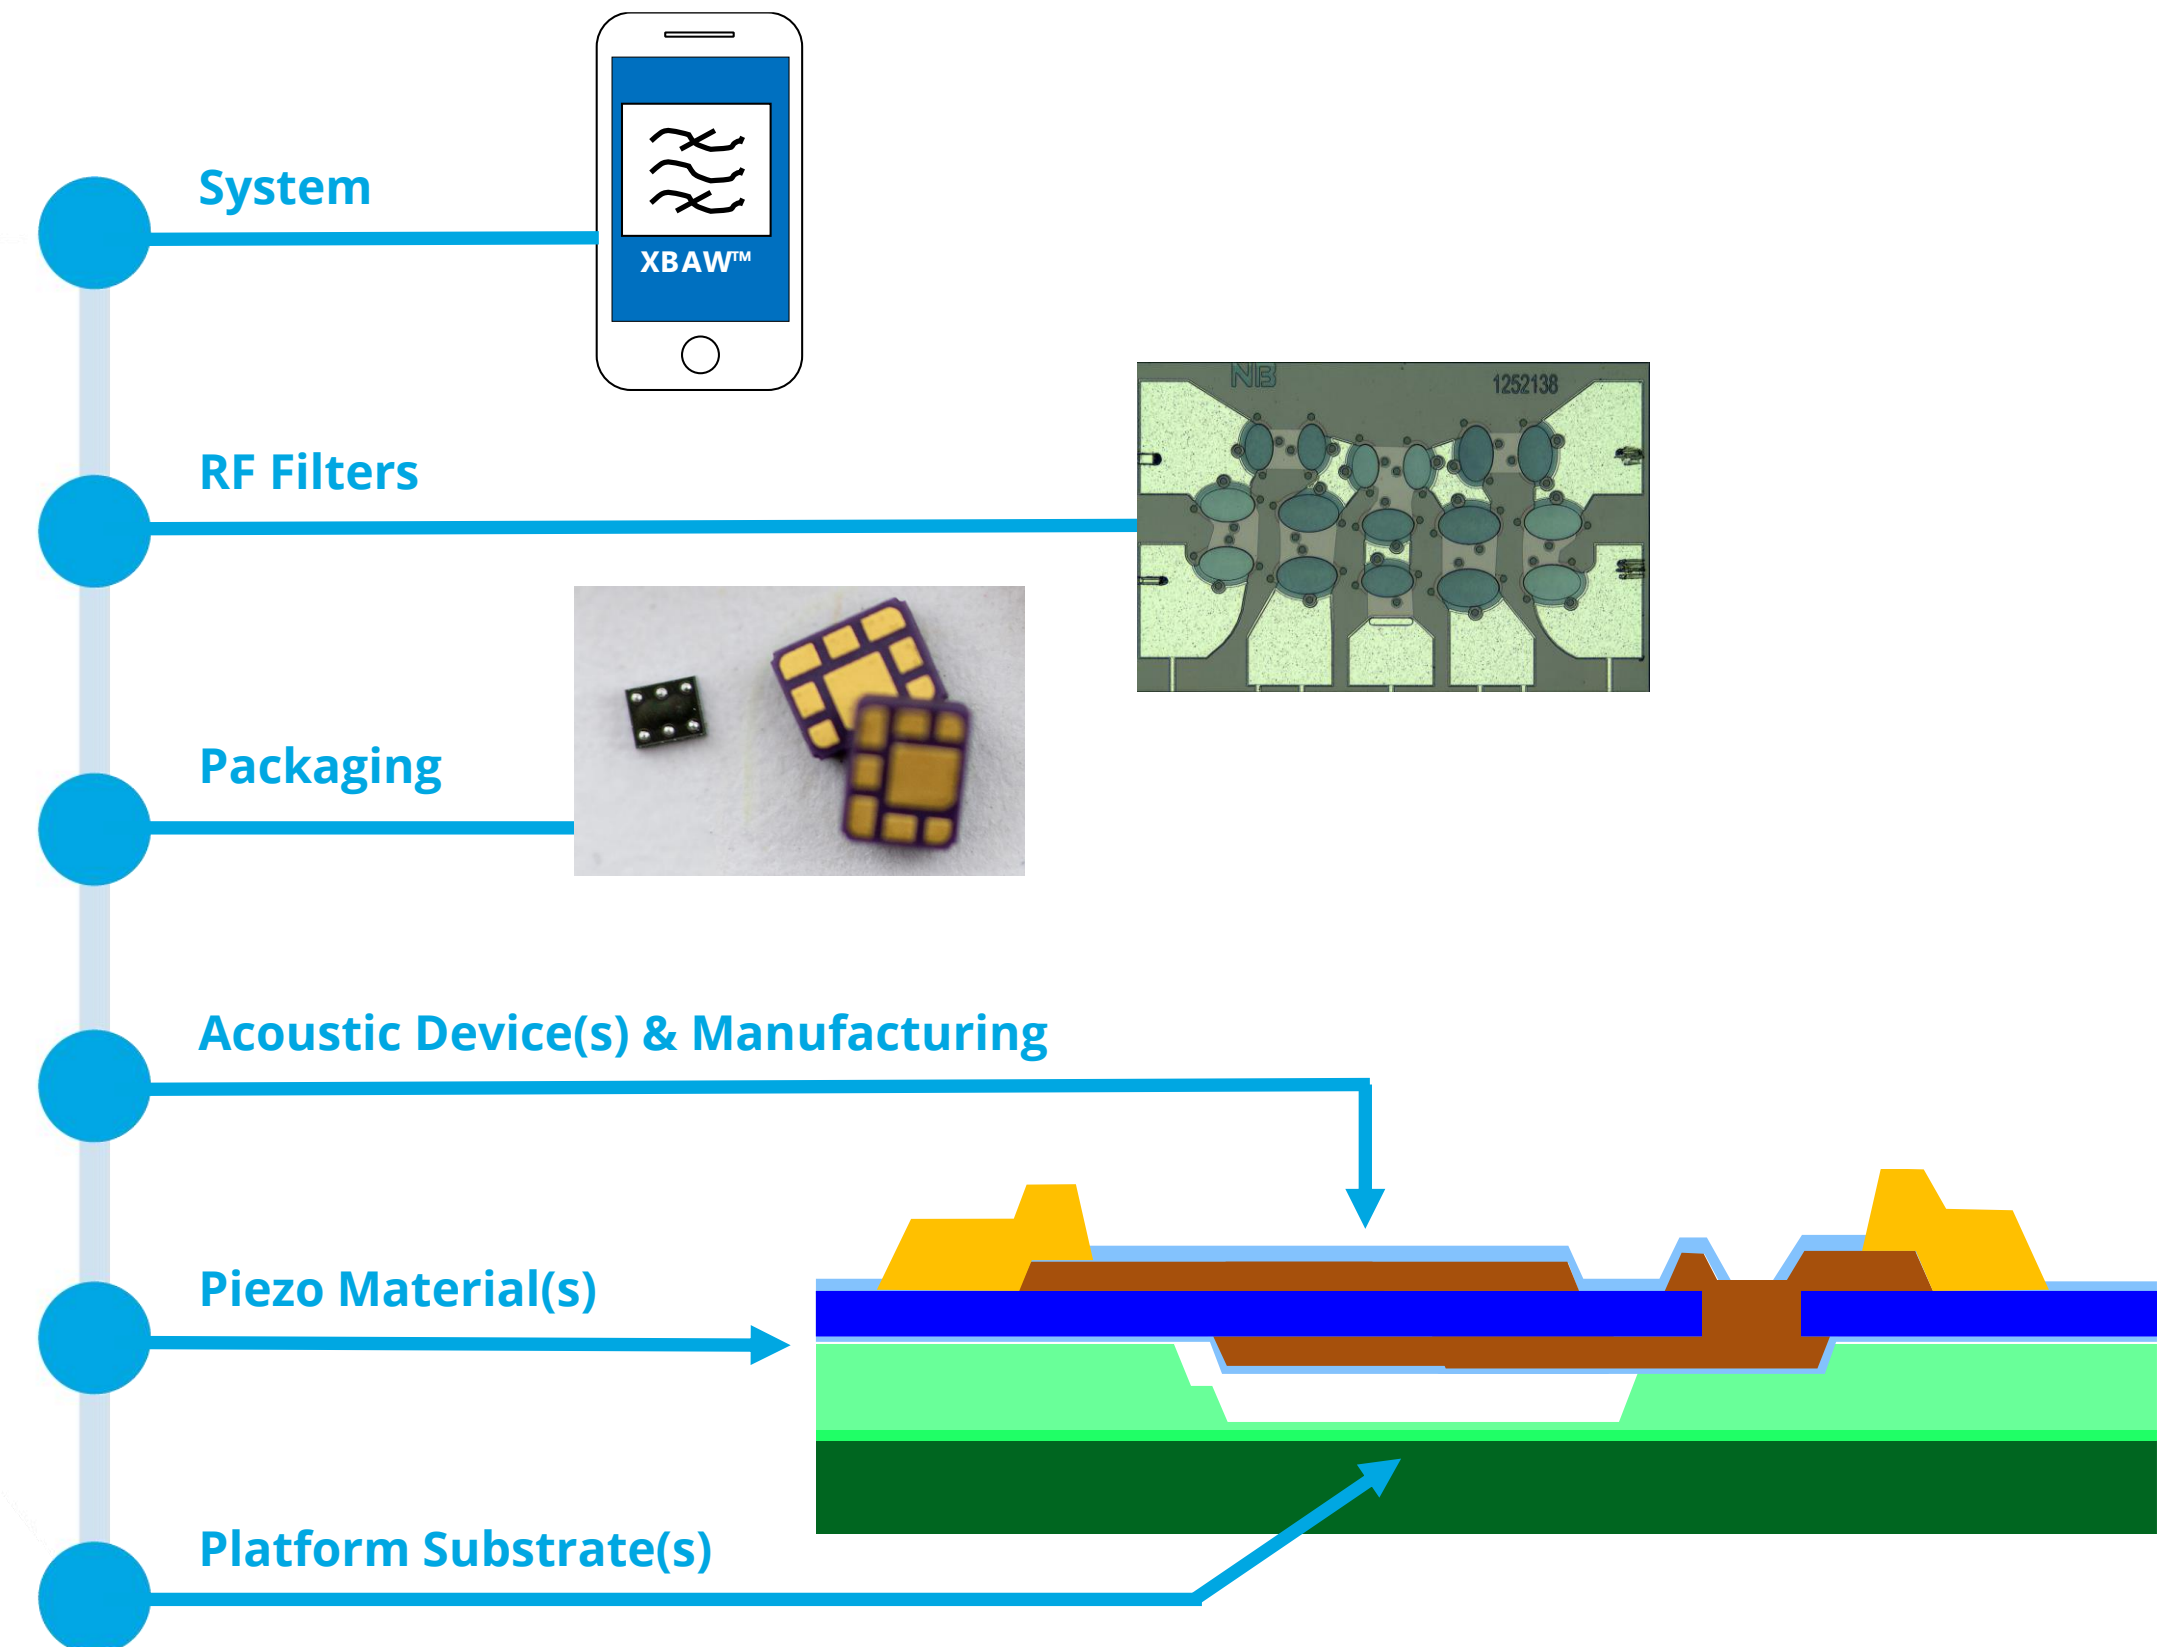 System
XBAW™
RF Filters
NB
1252138
Packaging
Acoustic Device(s) & Manufacturing
Piezo Material(s)
Platform Substrate(s)